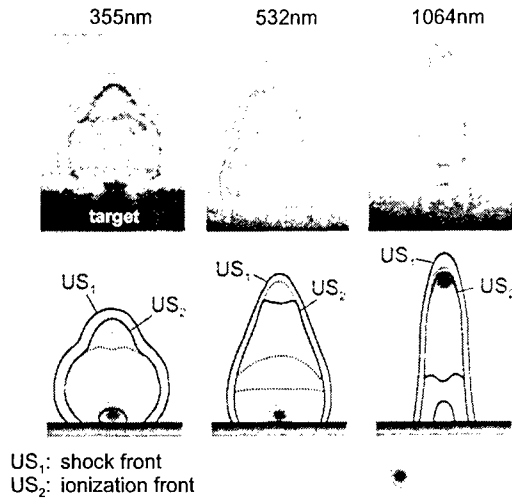 355nm 532nm 1064nm
target
US₁ US₂ US₁ US₂ US₁ US₂
US₁: shock front
US₂: ionization front